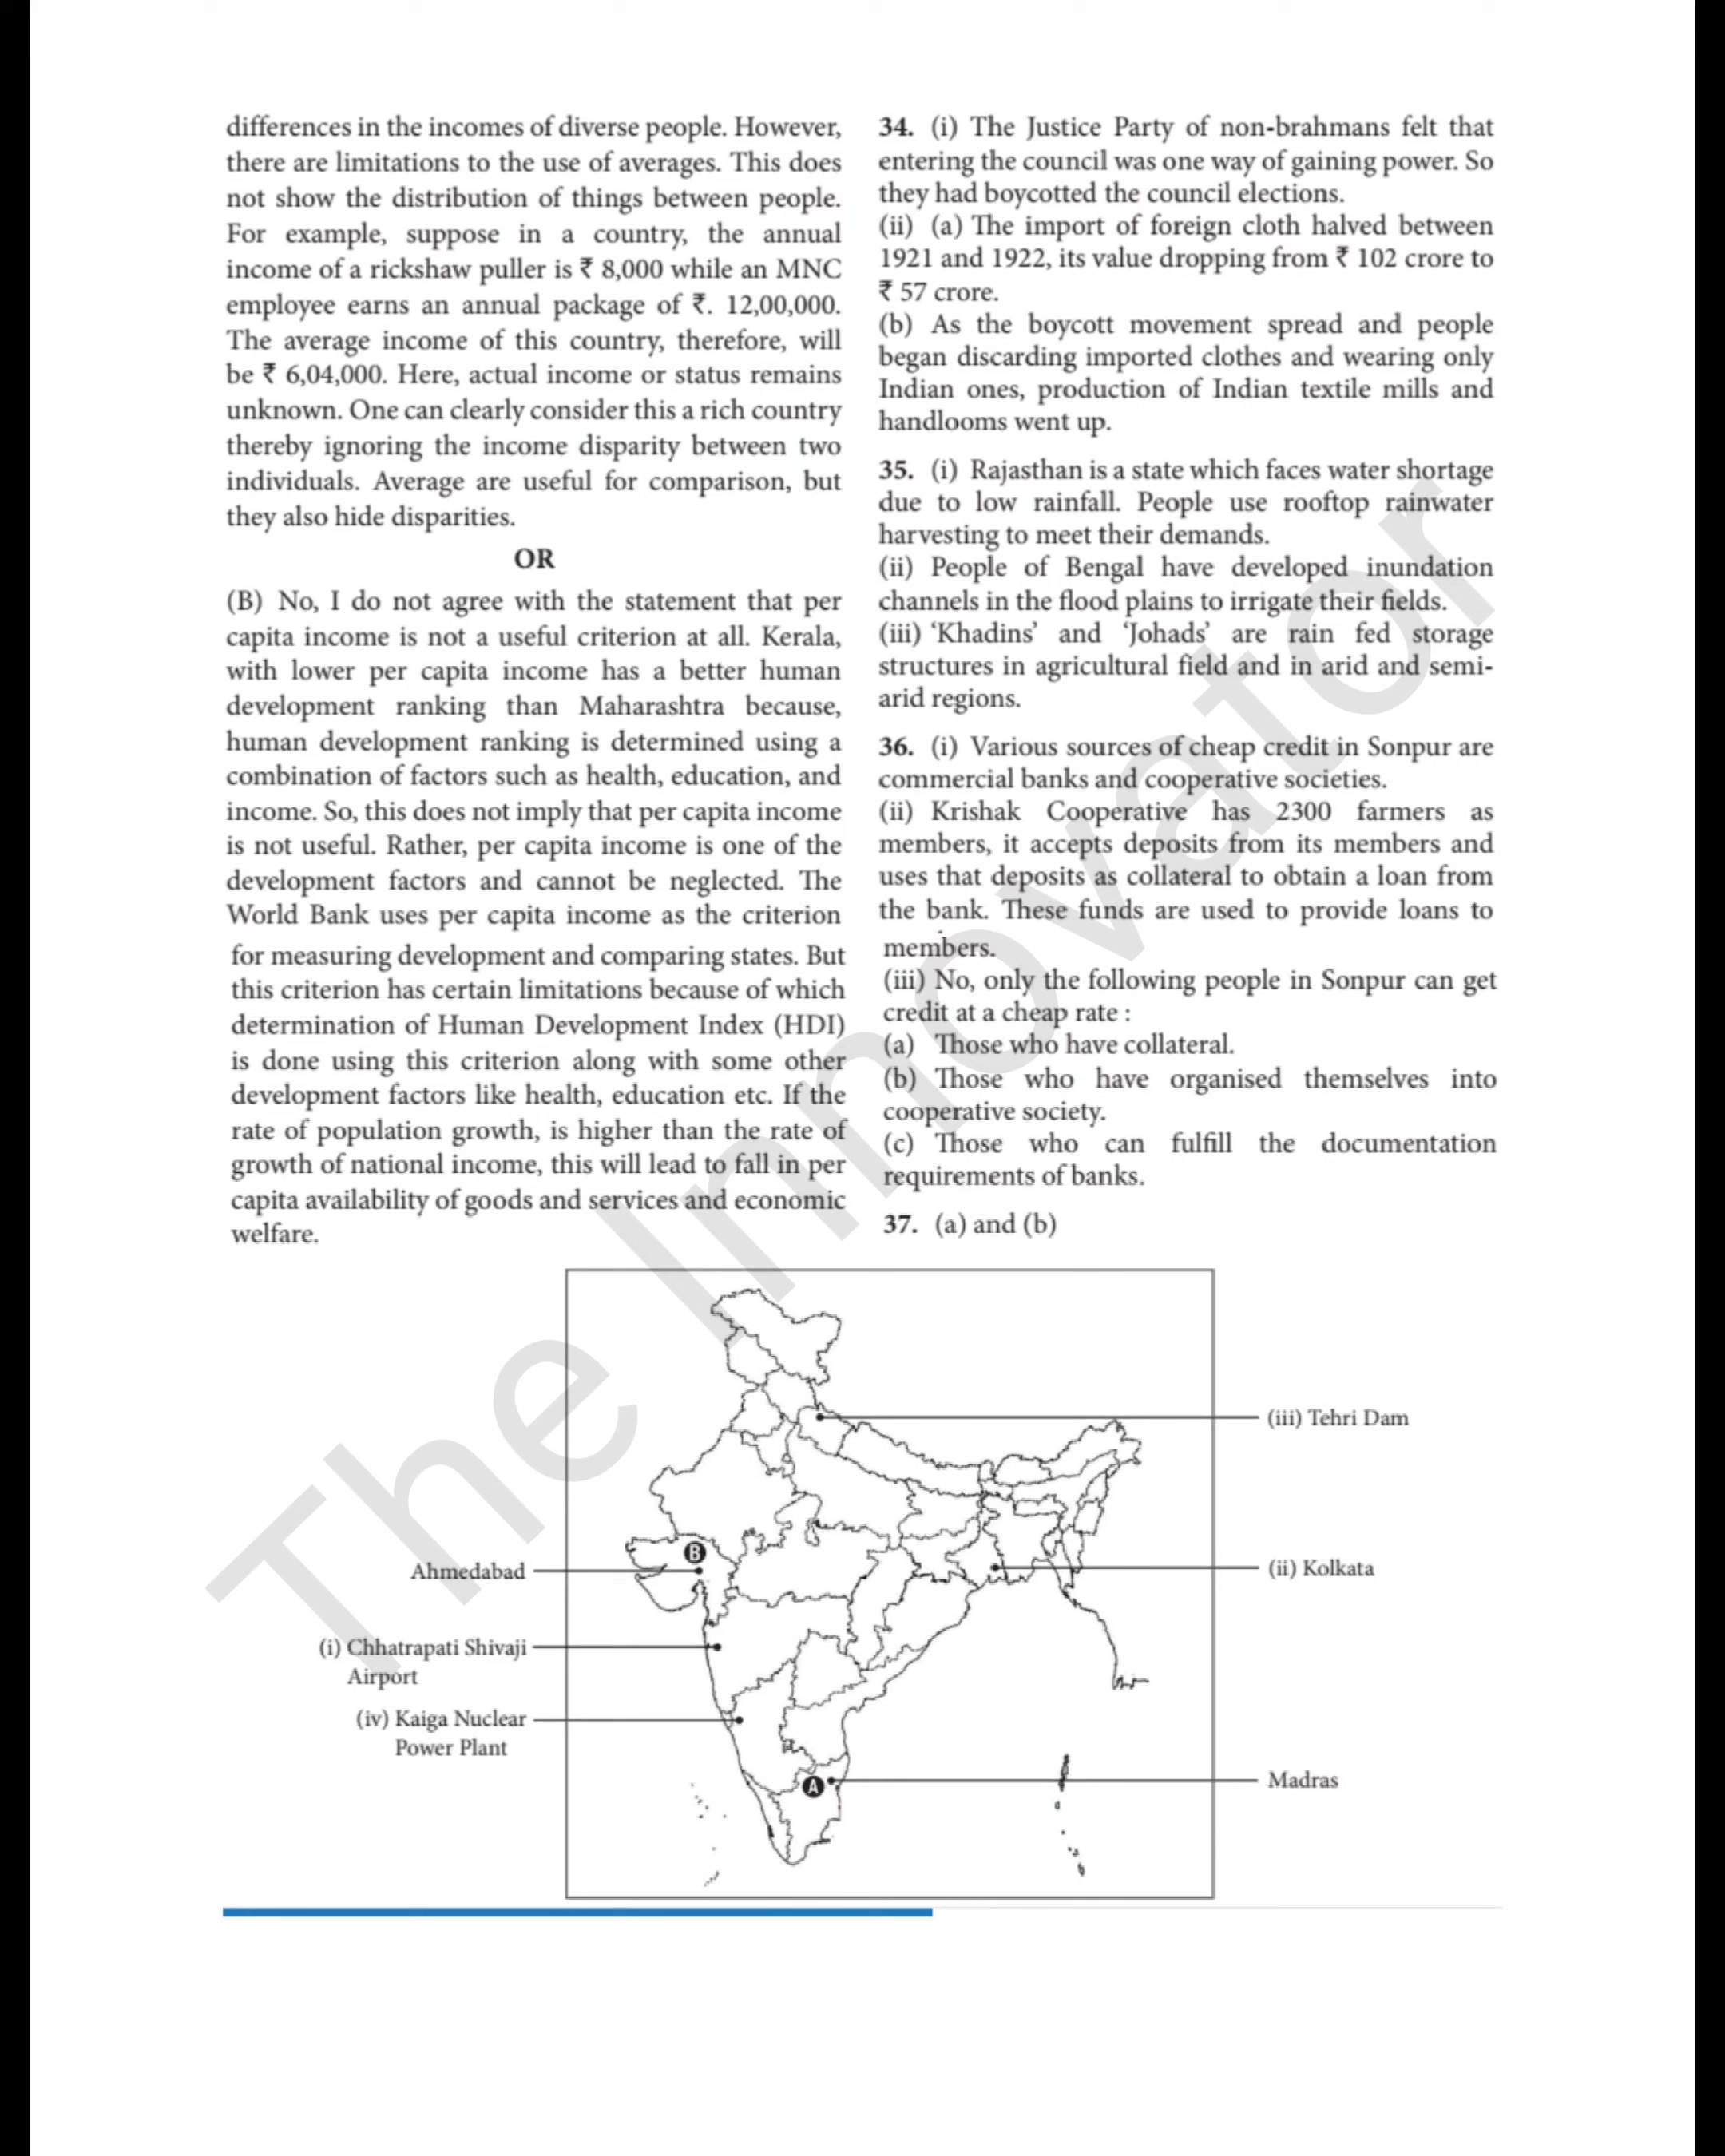 differences in the incomes of diverse people. However,
there are limitations to the use of averages. This does
not show the distribution of things between people.
For example, suppose in a country, the annual
income of a rickshaw puller is ₹ 8,000 while an MNC
employee earns an annual package of ₹. 12,00,000.
The average income of this country, therefore, will
be ₹ 6,04,000. Here, actual income or status remains
unknown. One can clearly consider this a rich country
thereby ignoring the income disparity between two
individuals. Average are useful for comparison, but
they also hide disparities.
OR
(B) No, I do not agree with the statement that per
capita income is not a useful criterion at all. Kerala,
with lower per capita income has a better human
development ranking than Maharashtra because,
human development ranking is determined using a
combination of factors such as health, education, and
income. So, this does not imply that per capita income
is not useful. Rather, per capita income is one of the
development factors and cannot be neglected. The
World Bank uses per capita income as the criterion
for measuring development and comparing states. But
this criterion has certain limitations because of which
determination of Human Development Index (HDI)
is done using this criterion along with some other
development factors like health, education etc. If the
rate of population growth, is higher than the rate of
growth of national income, this will lead to fall in per
capita availability of goods and services and economic
welfare.
34. (i) The Justice Party of non-brahmans felt that
entering the council was one way of gaining power. So
they had boycotted the council elections.
(ii) (a) The import of foreign cloth halved between
1921 and 1922, its value dropping from ₹ 102 crore to
₹ 57 crore.
(b) As the boycott movement spread and people
began discarding imported clothes and wearing only
Indian ones, production of Indian textile mills and
handlooms went up.
35. (i) Rajasthan is a state which faces water shortage
due to low rainfall. People use rooftop rainwater
harvesting to meet their demands.
(ii) People of Bengal have developed inundation
channels in the flood plains to irrigate their fields.
(iii) ‘Khadins’ and ‘Johads’ are rain fed storage
structures in agricultural field and in arid and semi-
arid regions.
36. (i) Various sources of cheap credit in Sonpur are
commercial banks and cooperative societies.
(ii) Krishak Cooperative has 2300 farmers as
members, it accepts deposits from its members and
uses that deposits as collateral to obtain a loan from
the bank. These funds are used to provide loans to
members.
(iii) No, only the following people in Sonpur can get
credit at a cheap rate :
(a) Those who have collateral.
(b) Those who have organised themselves into
cooperative society.
(c) Those who can fulfill the documentation
requirements of banks.
37. (a) and (b)
(iii) Tehri Dam
B
Ahmedabad
(ii) Kolkata
(i) Chhatrapati Shivaji
Airport
(iv) Kaiga Nuclear
Power Plant
A
Madras
The Innovator